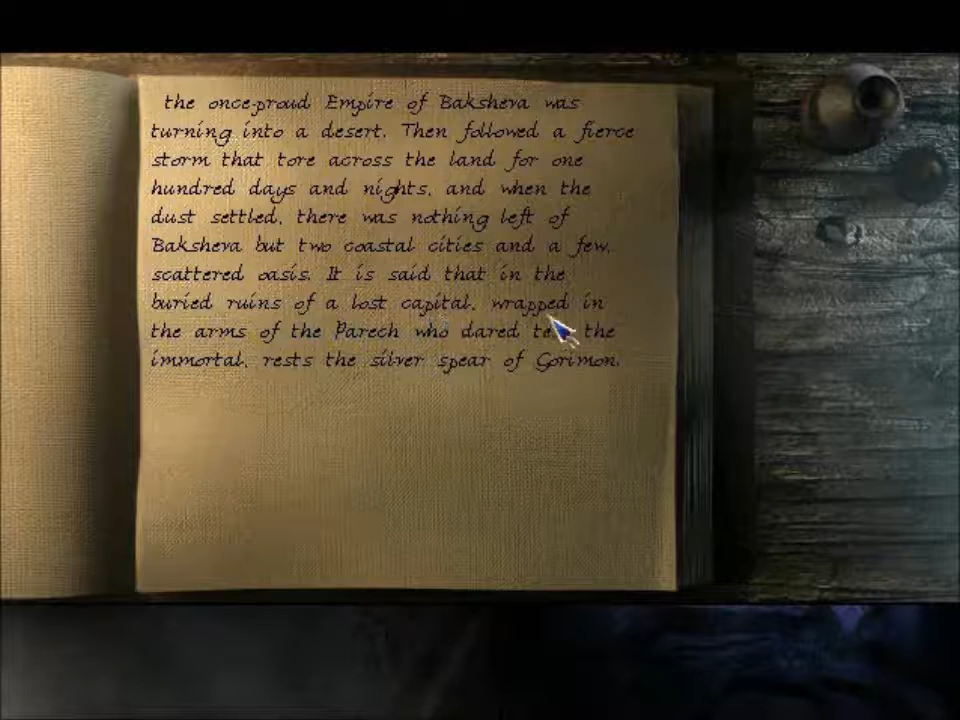 the once-proud Empire of Baksheva was
turning into a desert. Then followed a fierce
storm that tore across the land for one
hundred days and nights, and when the
dust settled, there was nothing left of
Baksheva but two coastal cities and a few,
scattered oasis. It is said that in the
buried ruins of a lost capital, wrapped in
the arms of the Parech who dared the
immortal, rests the silver spear of Gorimon.